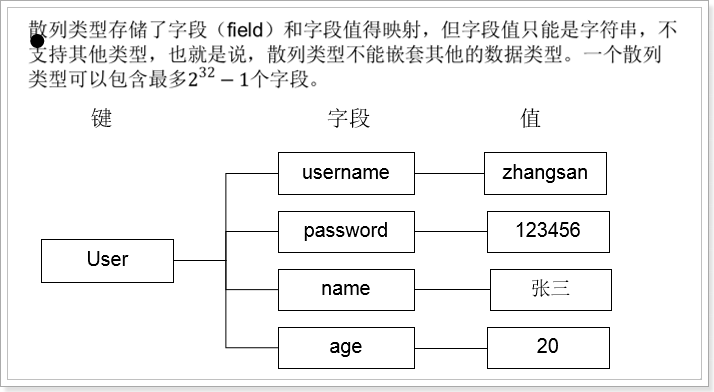 散列类型存储了字段（field）和字段值得映射，但字段值只能是字符串，不
支持其他类型，也就是说，散列类型不能嵌套其他的数据类型。一个散列
类型可以包含最多2³² − 1个字段。
键 字段 值
username zhangsan
password 123456
User
name 张三
age 20